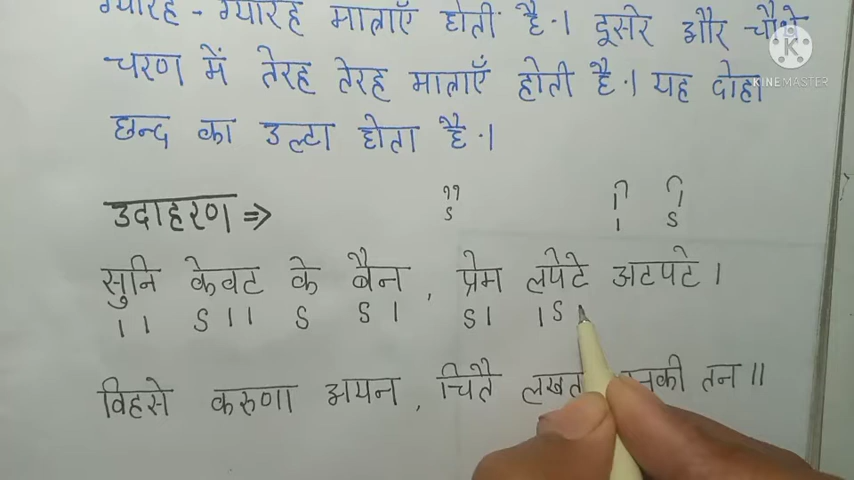 ग्यारह - ग्यारह मात्राएँ होती है। दूसरे और चौथे
चरण में तेरह तेरह मात्राएँ होती है। यह दोहा
छन्द का उल्टा होता है।
उदाहरण ⇒
S
I S
सुनि केवट के बैन , प्रेम लपेटे अटपटे।
I I S I I S S I S I I S
विहसे करुणा अयन , चितै लखत तन॥
KINEMASTER